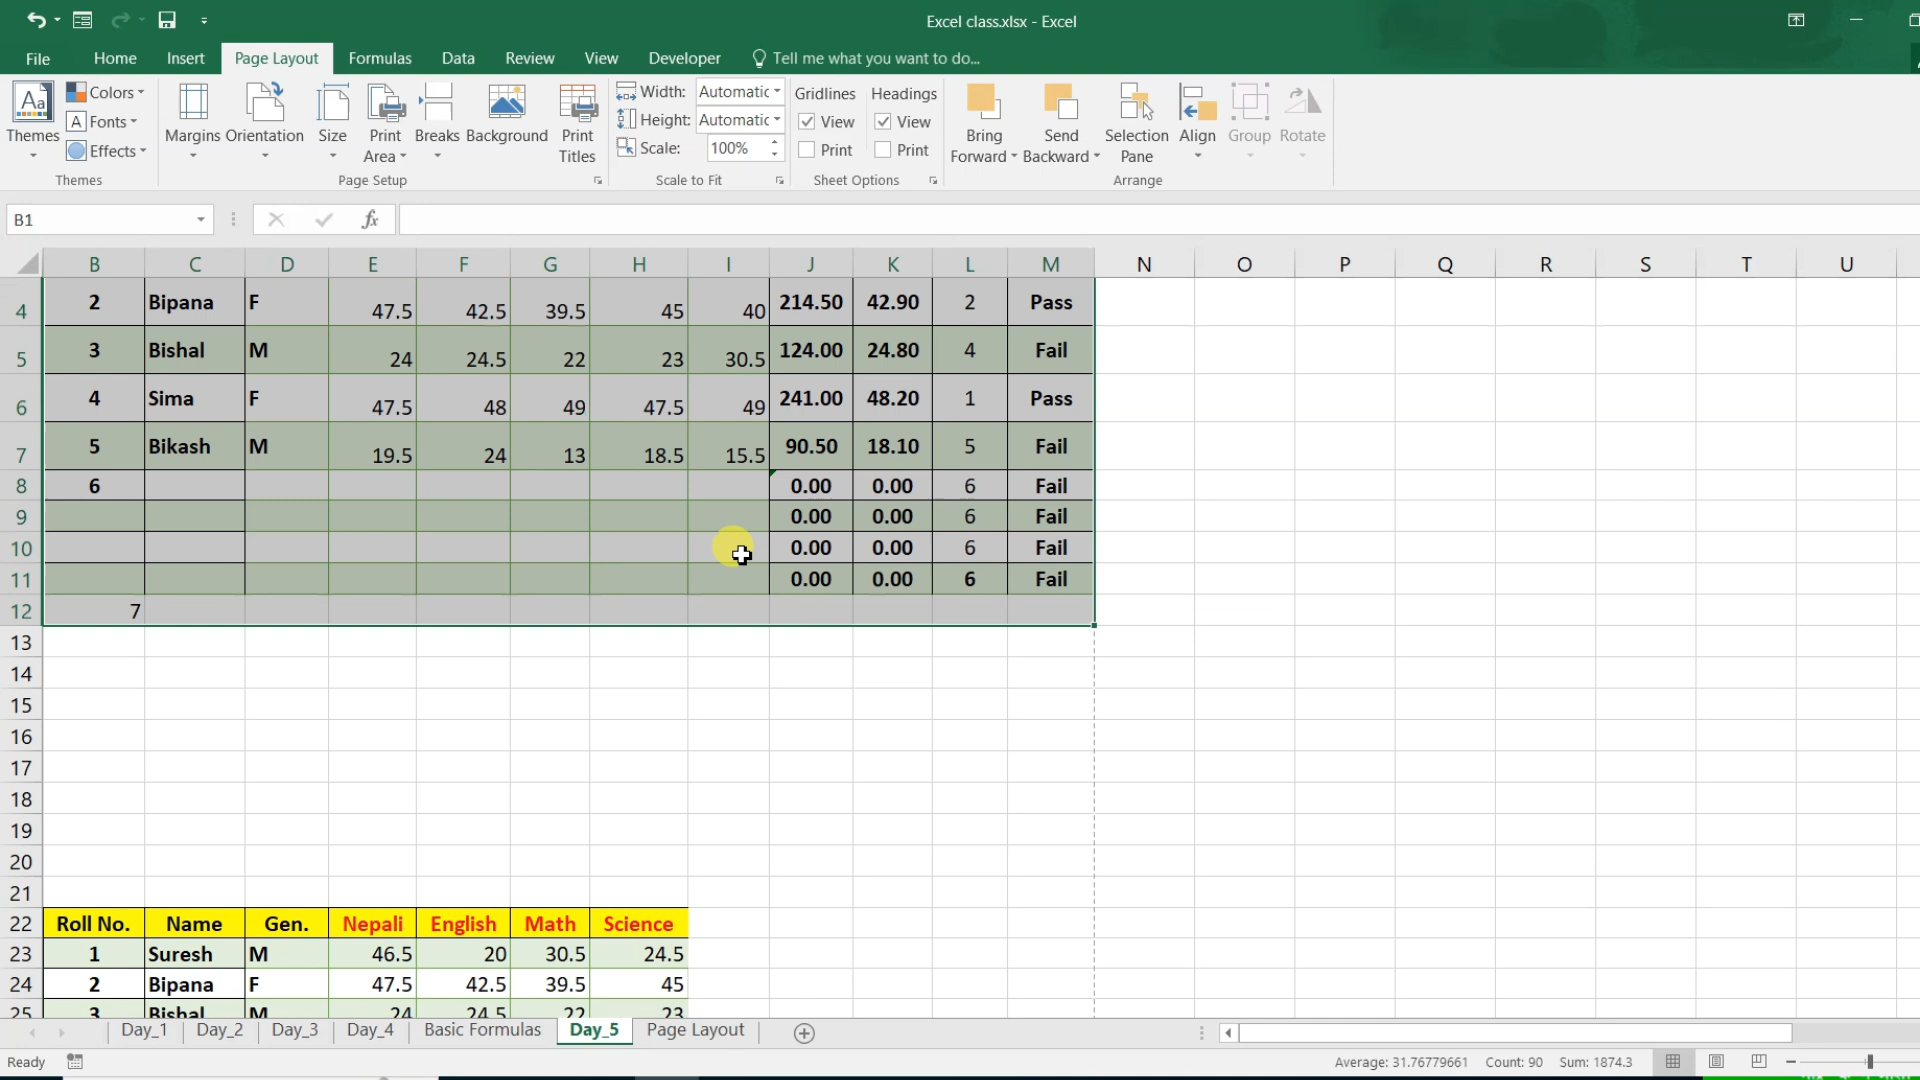 Excel class.xlsx - Excel
File Home Insert Page Layout Formulas Data Review View Developer Tell me what you want to do...
Aa Colors Width: Automatic Gridlines Headings
A Fonts Height: Automatic View View
Themes Effects Margins Orientation Size Print Area Breaks Background Print Titles Scale: 100% Print Print Bring Forward Send Backward Selection Pane Align Group Rotate
Themes Page Setup Scale to Fit Sheet Options Arrange
B1 fx
B C D E F G H I J K L M N O P Q R S T U
4 2 Bipana F 47.5 42.5 39.5 45 40 214.50 42.90 2 Pass
5 3 Bishal M 24 24.5 22 23 30.5 124.00 24.80 4 Fail
6 4 Sima F 47.5 48 49 47.5 49 241.00 48.20 1 Pass
7 5 Bikash M 19.5 24 13 18.5 15.5 90.50 18.10 5 Fail
8 6 0.00 0.00 6 Fail
9 0.00 0.00 6 Fail
10 0.00 0.00 6 Fail
11 0.00 0.00 6 Fail
12 7
13
14
15
16
17
18
19
20
21
22 Roll No. Name Gen. Nepali English Math Science
23 1 Suresh M 46.5 20 30.5 24.5
24 2 Bipana F 47.5 42.5 39.5 45
25 3 Bishal M 24 24.5 22 23
Day_1 Day_2 Day_3 Day_4 Basic Formulas Day_5 Page Layout
Ready Average: 31.76779661 Count: 90 Sum: 1874.3